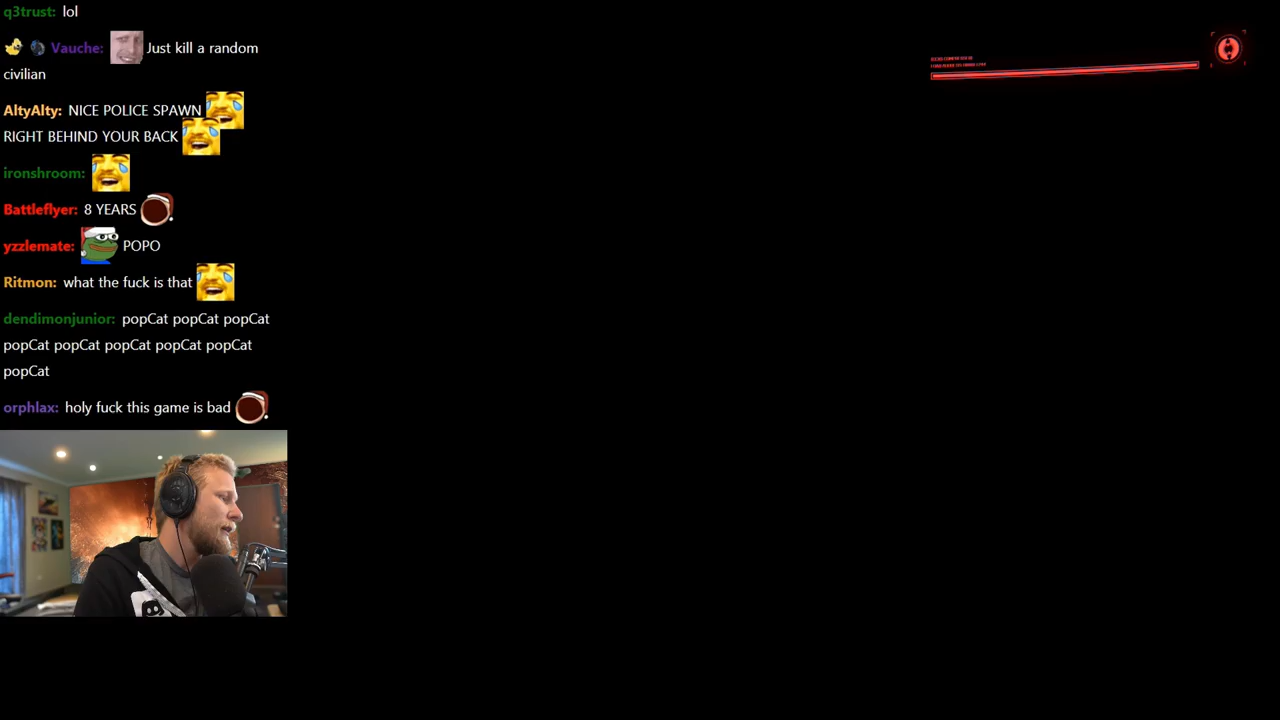 q3trust: lol
Vauche: Just kill a random
civilian
AltyAlty: NICE POLICE SPAWN
RIGHT BEHIND YOUR BACK
ironshroom:
Battleflyer: 8 YEARS
yzzlemate: POPO
Ritmon: what the fuck is that
dendimonjunior: popCat popCat popCat
popCat popCat popCat popCat popCat
popCat
orphlax: holy fuck this game is bad